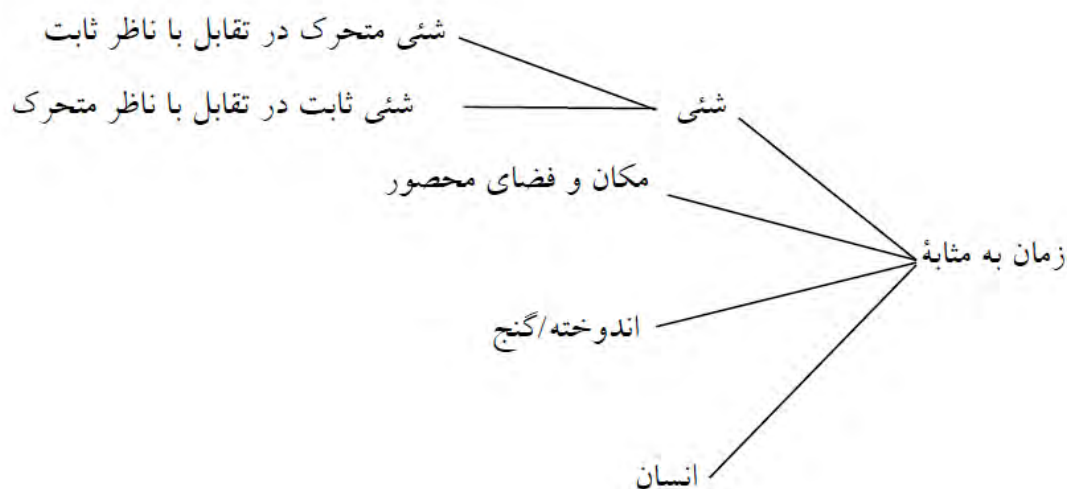 شئی متحرک در تقابل با ناظر ثابت
شئی ثابت در تقابل با ناظر متحرک
شئی
مکان و فضای محصور
زمان به مثابهٔ
اندوخته/گنج
انسان